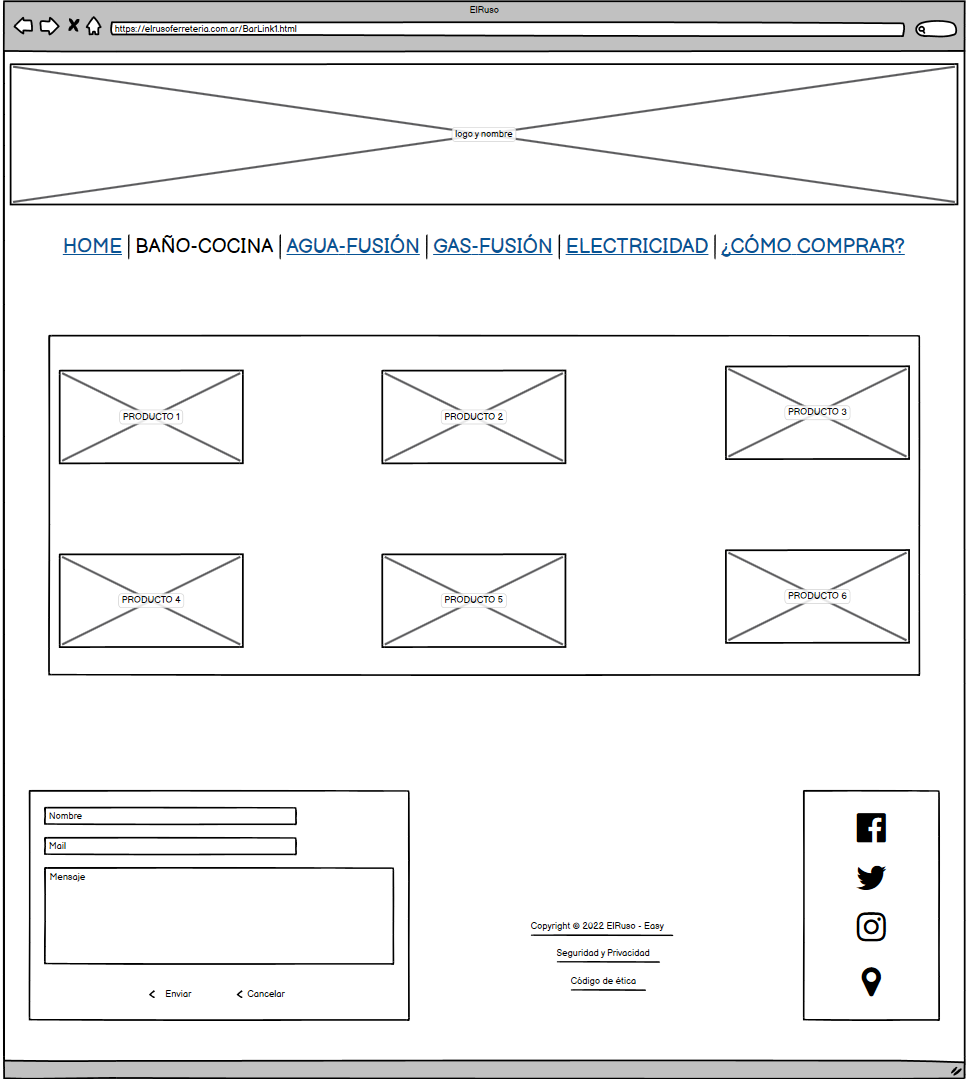 ElRuso
https://elrusoferreteria.com.ar/BarLink1.html
logo y nombre
HOME | BAÑO-COCINA | AGUA-FUSIÓN | GAS-FUSIÓN | ELECTRICIDAD | ¿CÓMO COMPRAR?
PRODUCTO 1
PRODUCTO 2
PRODUCTO 3
PRODUCTO 4
PRODUCTO 5
PRODUCTO 6
Nombre
Mail
Mensaje
Enviar
Cancelar
Copyright © 2022 ElRuso - Easy
Seguridad y Privacidad
Código de ética